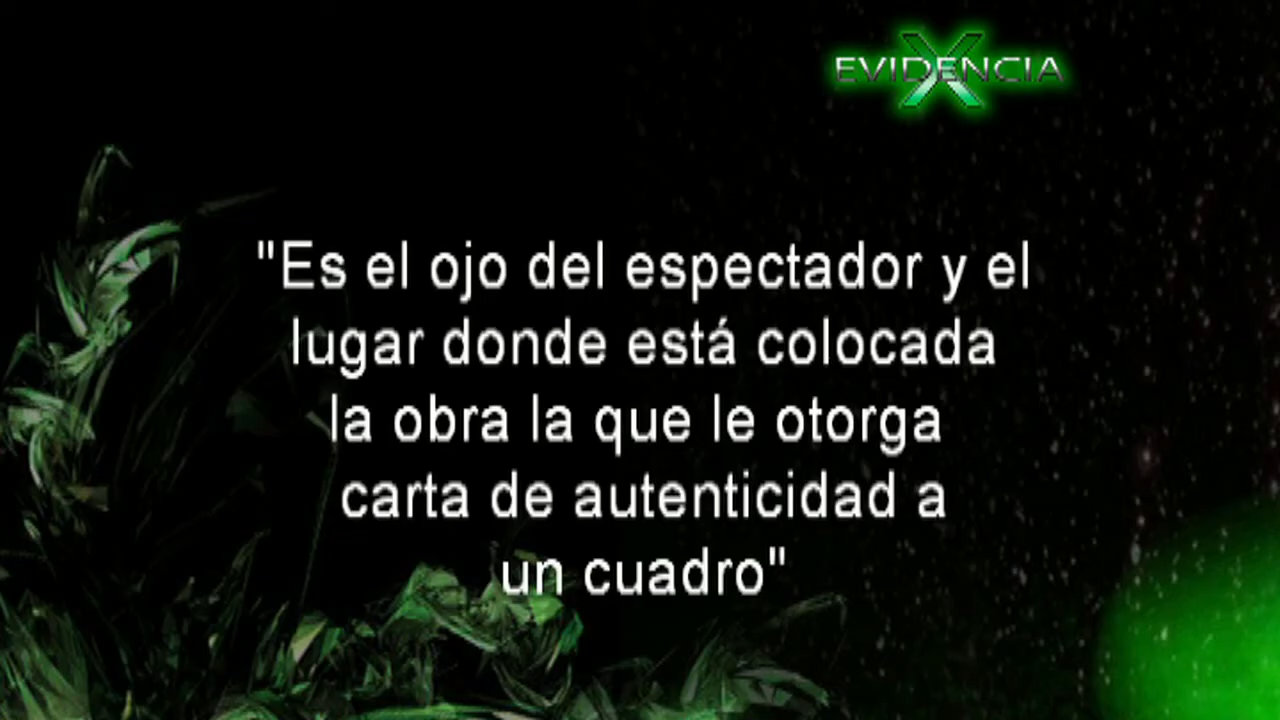 EVIDENCIA X
"Es el ojo del espectador y el
lugar donde está colocada
la obra la que le otorga
carta de autenticidad a
un cuadro"